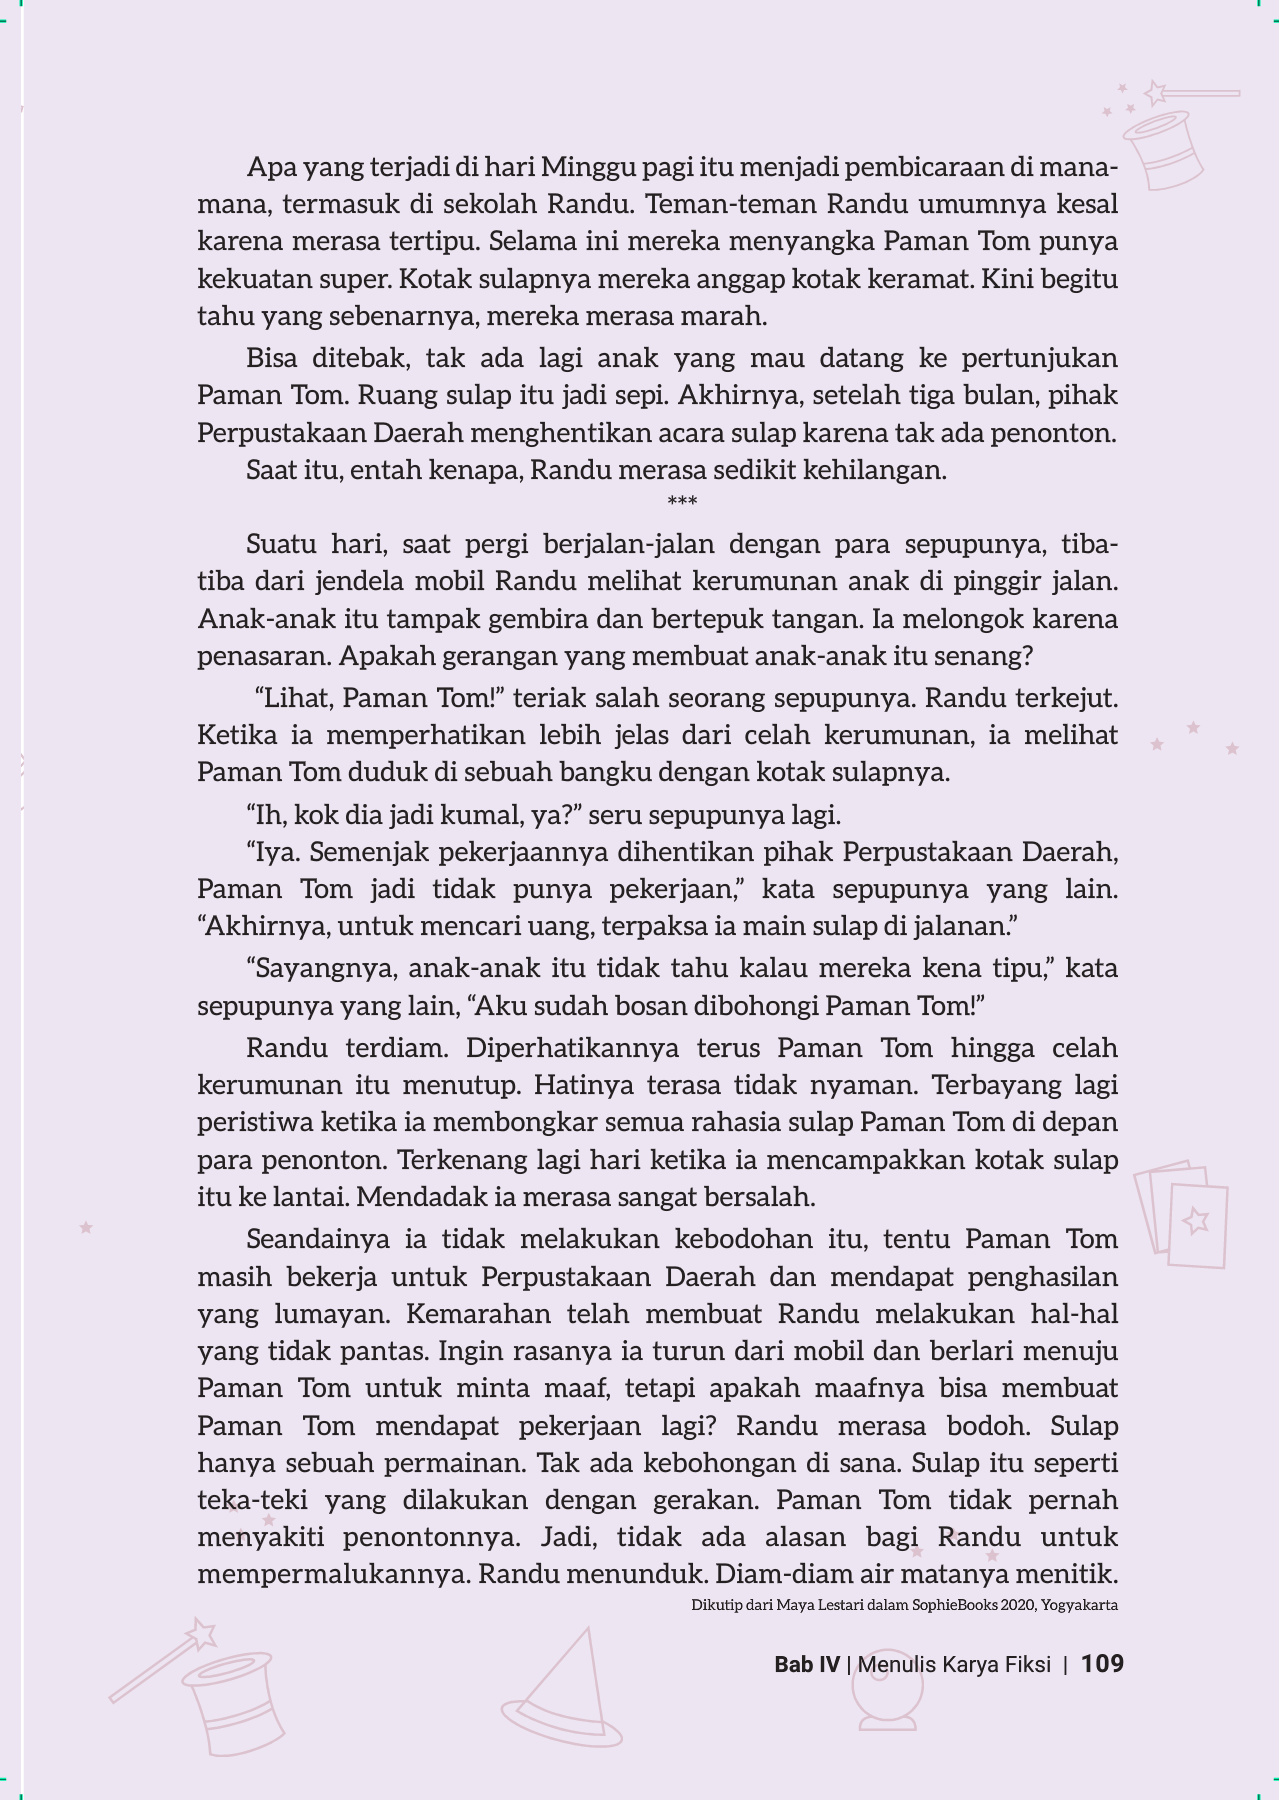 Apa yang terjadi di hari Minggu pagi itu menjadi pembicaraan di mana-
mana, termasuk di sekolah Randu. Teman-teman Randu umumnya kesal
karena merasa tertipu. Selama ini mereka menyangka Paman Tom punya
kekuatan super. Kotak sulapnya mereka anggap kotak keramat. Kini begitu
tahu yang sebenarnya, mereka merasa marah.
Bisa ditebak, tak ada lagi anak yang mau datang ke pertunjukan
Paman Tom. Ruang sulap itu jadi sepi. Akhirnya, setelah tiga bulan, pihak
Perpustakaan Daerah menghentikan acara sulap karena tak ada penonton.
Saat itu, entah kenapa, Randu merasa sedikit kehilangan.
***
Suatu hari, saat pergi berjalan-jalan dengan para sepupunya, tiba-
tiba dari jendela mobil Randu melihat kerumunan anak di pinggir jalan.
Anak-anak itu tampak gembira dan bertepuk tangan. Ia melongok karena
penasaran. Apakah gerangan yang membuat anak-anak itu senang?
“Lihat, Paman Tom!” teriak salah seorang sepupunya. Randu terkejut.
Ketika ia memperhatikan lebih jelas dari celah kerumunan, ia melihat
Paman Tom duduk di sebuah bangku dengan kotak sulapnya.
“Ih, kok dia jadi kumal, ya?” seru sepupunya lagi.
“Iya. Semenjak pekerjaannya dihentikan pihak Perpustakaan Daerah,
Paman Tom jadi tidak punya pekerjaan,” kata sepupunya yang lain.
“Akhirnya, untuk mencari uang, terpaksa ia main sulap di jalanan.”
“Sayangnya, anak-anak itu tidak tahu kalau mereka kena tipu,” kata
sepupunya yang lain, “Aku sudah bosan dibohongi Paman Tom!”
Randu terdiam. Diperhatikannya terus Paman Tom hingga celah
kerumunan itu menutup. Hatinya terasa tidak nyaman. Terbayang lagi
peristiwa ketika ia membongkar semua rahasia sulap Paman Tom di depan
para penonton. Terkenang lagi hari ketika ia mencampakkan kotak sulap
itu ke lantai. Mendadak ia merasa sangat bersalah.
Seandainya ia tidak melakukan kebodohan itu, tentu Paman Tom
masih bekerja untuk Perpustakaan Daerah dan mendapat penghasilan
yang lumayan. Kemarahan telah membuat Randu melakukan hal-hal
yang tidak pantas. Ingin rasanya ia turun dari mobil dan berlari menuju
Paman Tom untuk minta maaf, tetapi apakah maafnya bisa membuat
Paman Tom mendapat pekerjaan lagi? Randu merasa bodoh. Sulap
hanya sebuah permainan. Tak ada kebohongan di sana. Sulap itu seperti
teka-teki yang dilakukan dengan gerakan. Paman Tom tidak pernah
menyakiti penontonnya. Jadi, tidak ada alasan bagi Randu untuk
mempermalukannya. Randu menunduk. Diam-diam air matanya menitik.
Dikutip dari Maya Lestari dalam SophieBooks 2020, Yogyakarta
Bab IV | Menulis Karya Fiksi | 109